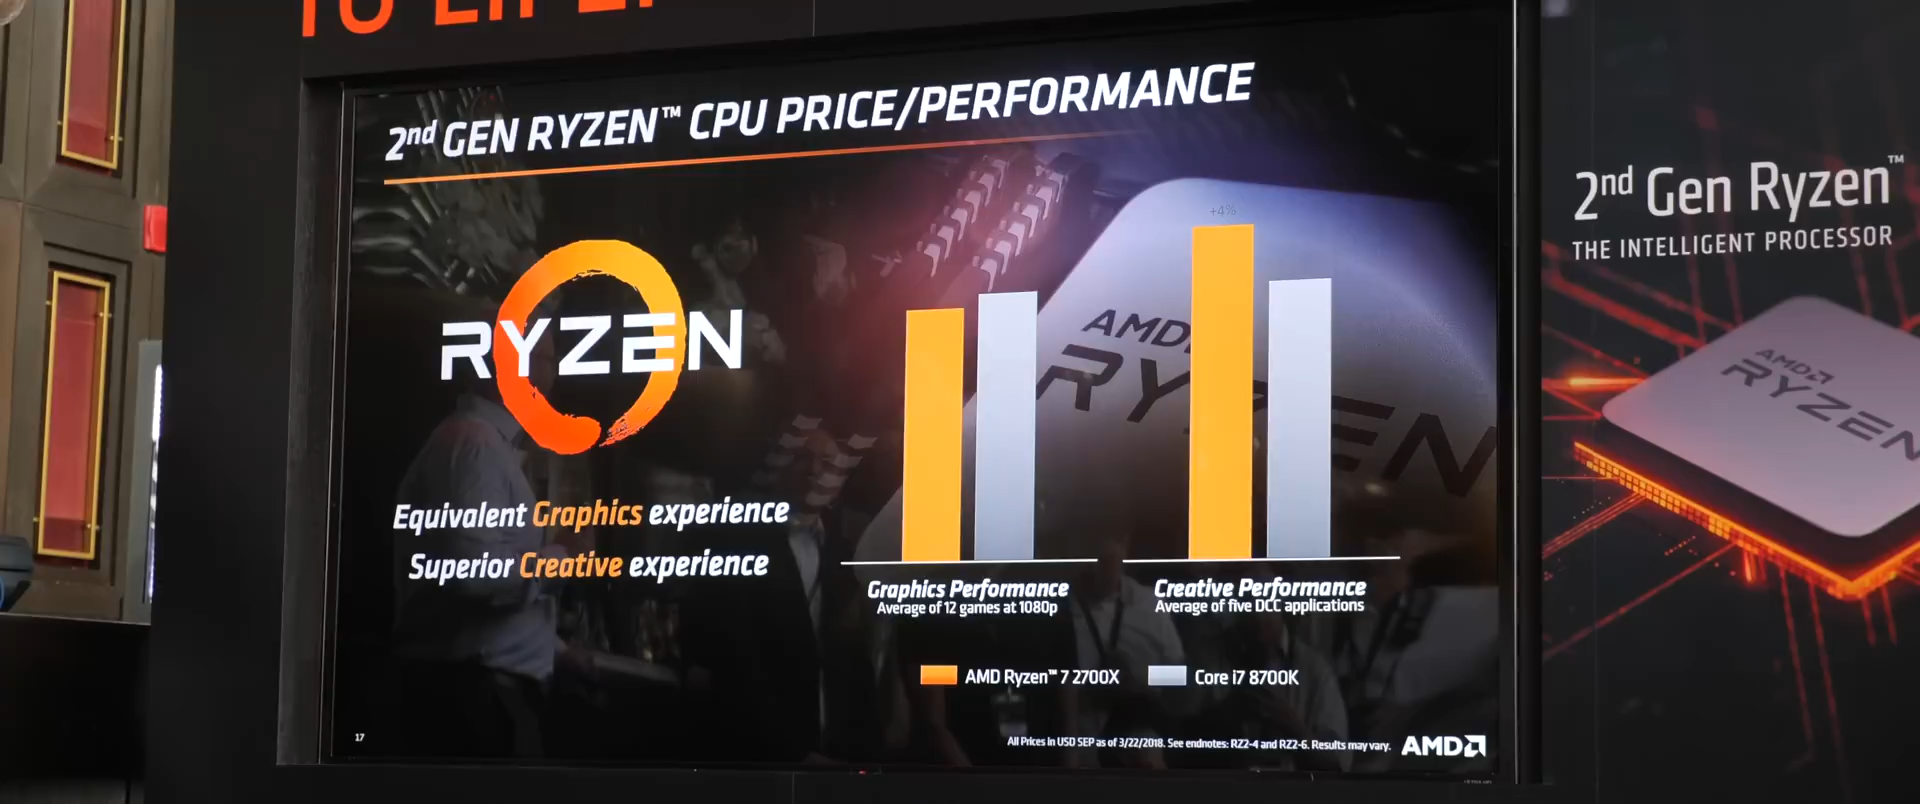 2nd GEN RYZEN™ CPU PRICE/PERFORMANCE
RYZEN
Equivalent Graphics experience
Superior Creative experience
+4%
AMD
RYZEN
Graphics Performance
Average of 12 games at 1080p
Creative Performance
Average of five DCC applications
AMD Ryzen™ 7 2700X
Core i7 8700K
17
All Prices in USD SEP as of 3/22/2018. See endnotes: RZ2-4 and RZ2-6. Results may vary.
AMD
2nd Gen Ryzen™
THE INTELLIGENT PROCESSOR
AMD
RYZEN